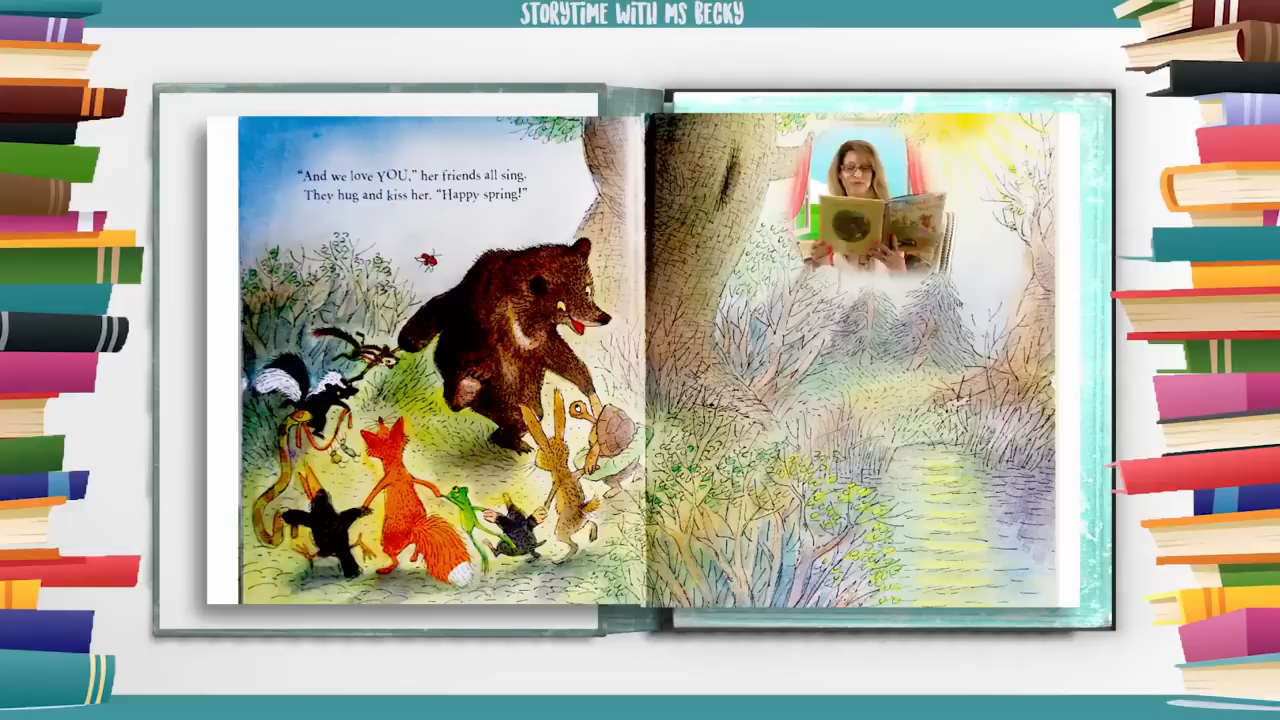 STORYTIME WITH MS BECKY
“And we love YOU,” her friends all sing.
They hug and kiss her. “Happy spring!”